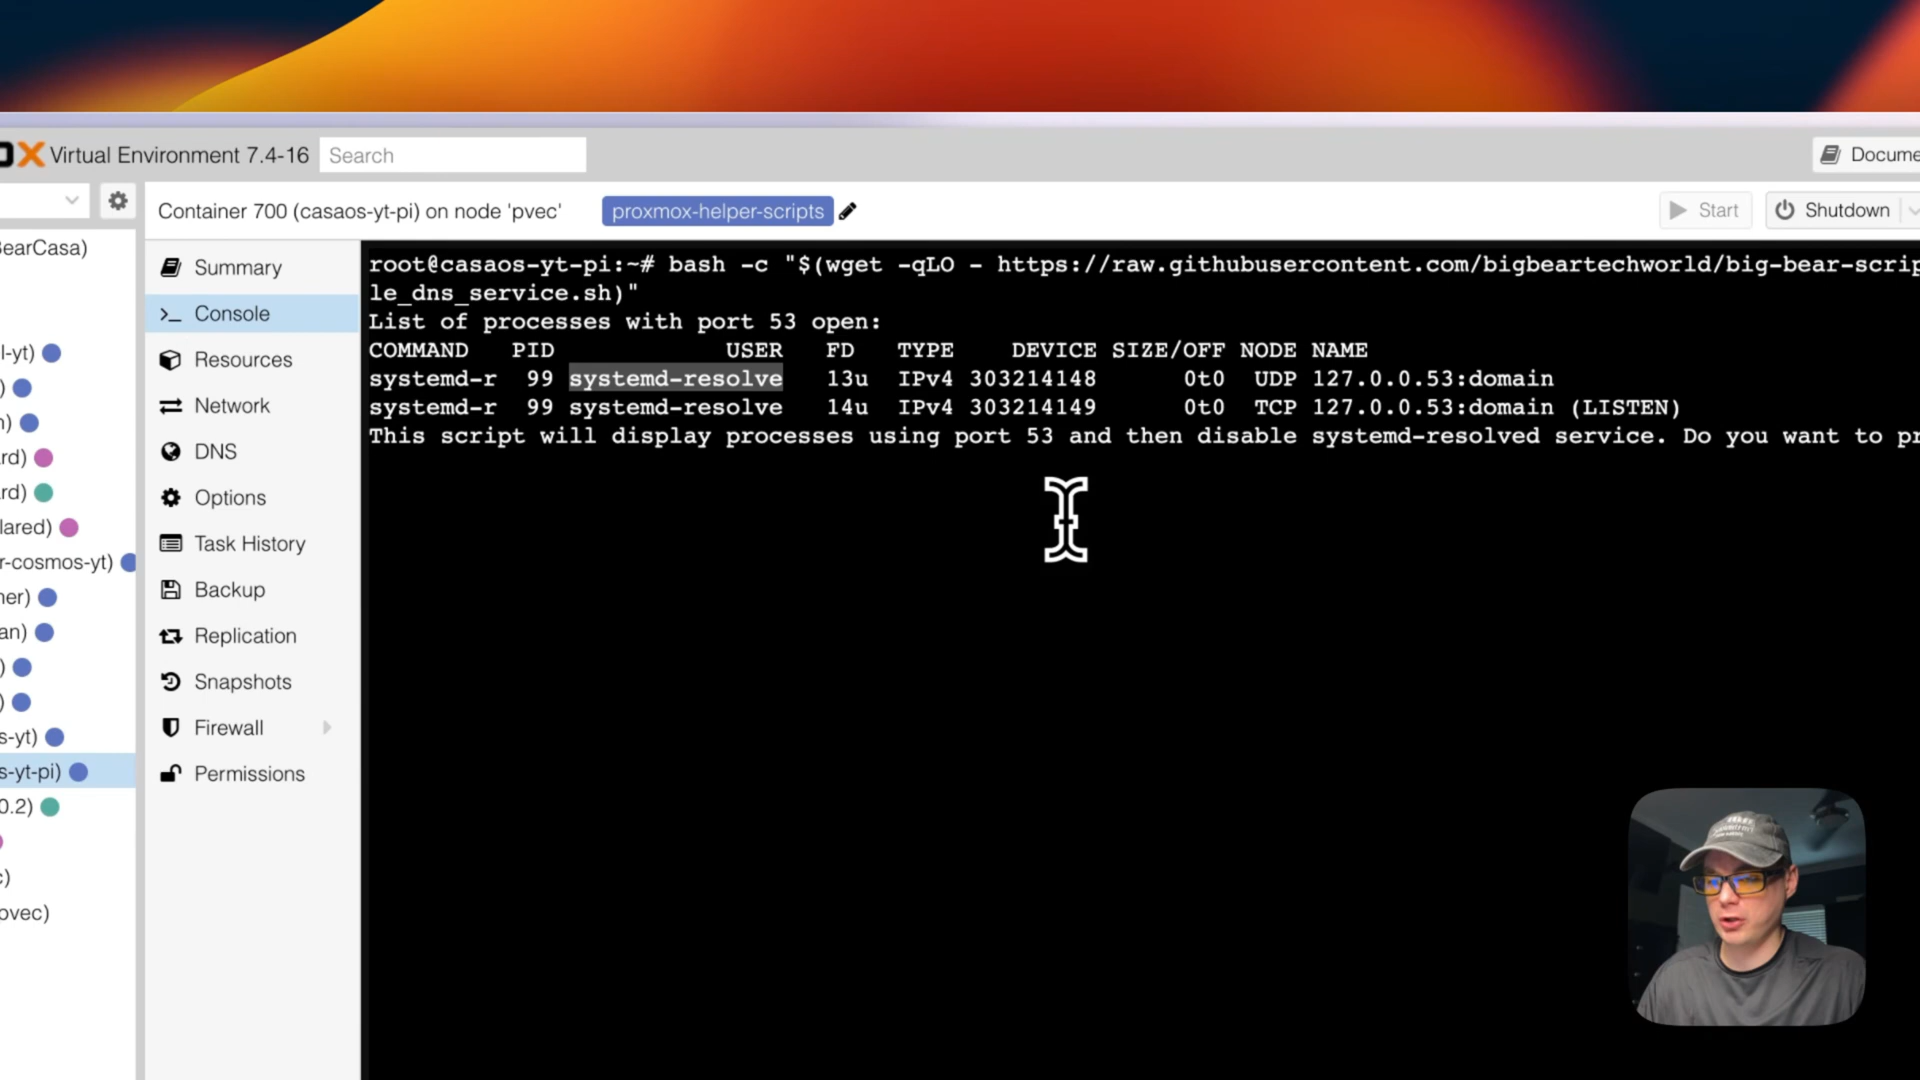 Virtual Environment 7.4-16
Search
Docume
Container 700 (casaos-yt-pi) on node 'pvec'
proxmox-helper-scripts
Start
Shutdown
BearCasa)
l-yt)
)
n)
rd)
rd)
lared)
r-cosmos-yt)
ner)
an)
)
)
s-yt)
s-yt-pi)
0.2)
c)
ovec)
Summary
Console
Resources
Network
DNS
Options
Task History
Backup
Replication
Snapshots
Firewall
Permissions
root@casaos-yt-pi:~# bash -c "$(wget -qLO - https://raw.githubusercontent.com/bigbeartechworld/big-bear-scrip
le_dns_service.sh)"
List of processes with port 53 open:
COMMAND PID USER FD TYPE DEVICE SIZE/OFF NODE NAME
systemd-r 99 systemd-resolve 13u IPv4 303214148 0t0 UDP 127.0.0.53:domain
systemd-r 99 systemd-resolve 14u IPv4 303214149 0t0 TCP 127.0.0.53:domain (LISTEN)
This script will display processes using port 53 and then disable systemd-resolved service. Do you want to pr